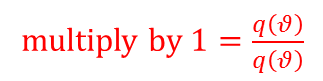 multiply by 1 = q(ϑ)/q(ϑ)